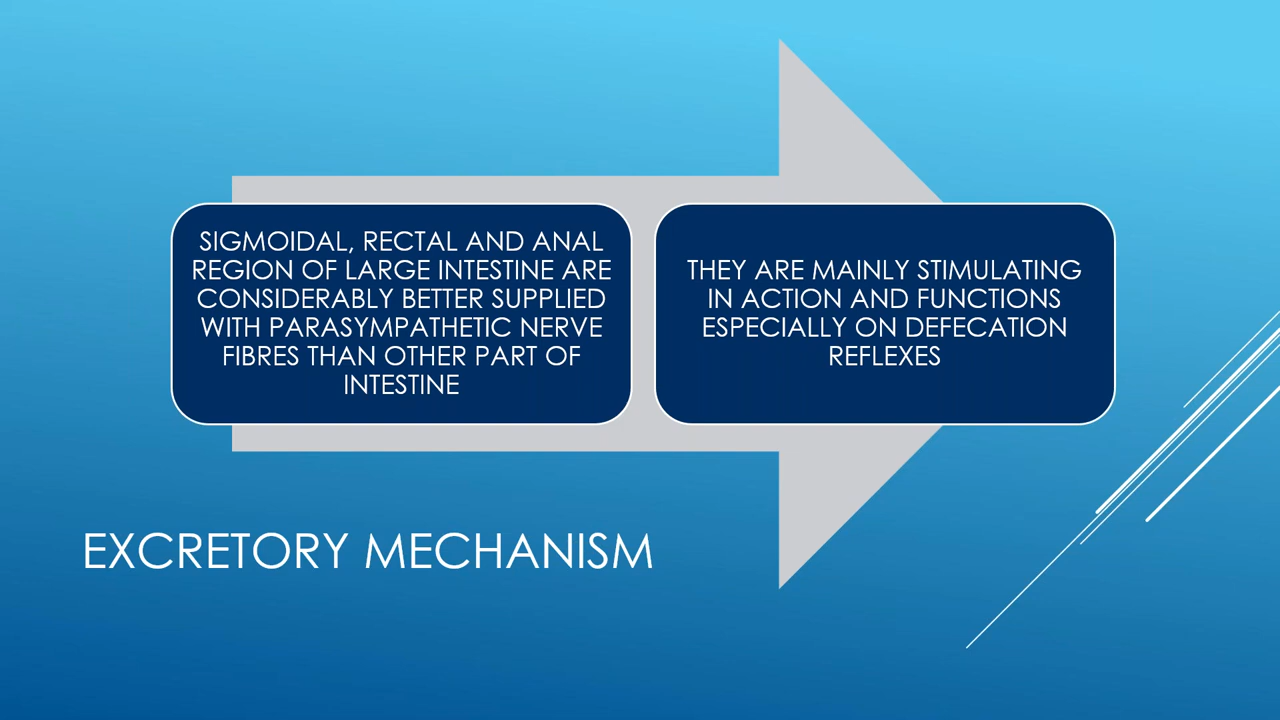 SIGMOIDAL, RECTAL AND ANAL
REGION OF LARGE INTESTINE ARE
CONSIDERABLY BETTER SUPPLIED
WITH PARASYMPATHETIC NERVE
FIBRES THAN OTHER PART OF
INTESTINE
THEY ARE MAINLY STIMULATING
IN ACTION AND FUNCTIONS
ESPECIALLY ON DEFECATION
REFLEXES
EXCRETORY MECHANISM